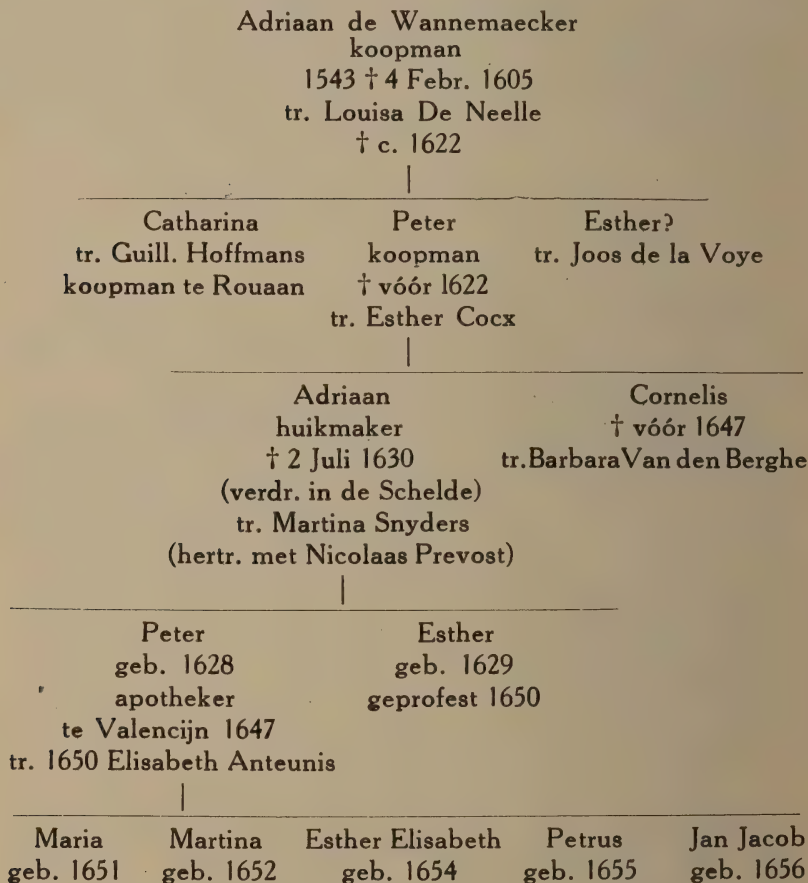 Adriaan de Wannemaecker
koopman
1543 † 4 Febr. 1605
tr. Louisa De Neelle
† c. 1622
Catharina Peter Esther?
tr. Guill. Hoffmans koopman tr. Joos de la Voye
koopman te Rouaan † vóór 1622
tr. Esther Cocx
Adriaan Cornelis
huikmaker † vóór 1647
† 2 Juli 1630 tr. Barbara Van den Berghe
(verdr. in de Schelde)
tr. Martina Snyders
(hertr. met Nicolaas Prevost)
Peter Esther
geb. 1628 geb. 1629
apotheker geprofest 1650
te Valencijn 1647
tr. 1650 Elisabeth Anteunis
Maria Martina Esther Elisabeth Petrus Jan Jacob
geb. 1651 geb. 1652 geb. 1654 geb. 1655 geb. 1656